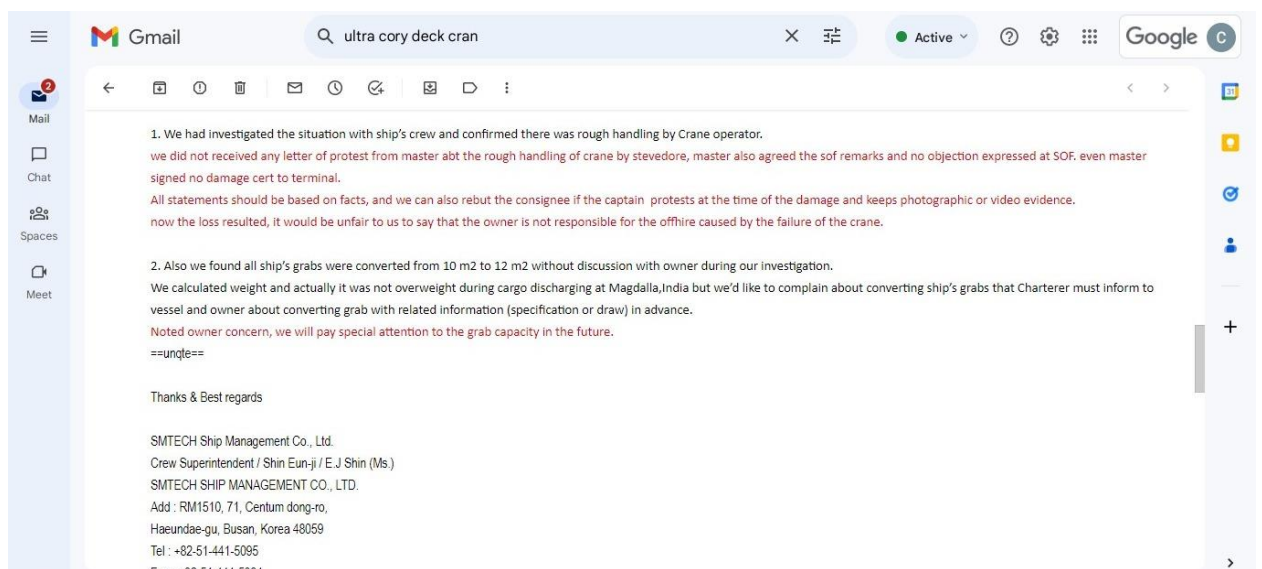 Gmail
ultra cory deck cran
Active
Google
C
2
Mail
Chat
Spaces
Meet
31
1. We had investigated the situation with ship's crew and confirmed there was rough handling by Crane operator.
we did not received any letter of protest from master abt the rough handling of crane by stevedore, master also agreed the sof remarks and no objection expressed at SOF. even master
signed no damage cert to terminal.
All statements should be based on facts, and we can also rebut the consignee if the captain protests at the time of the damage and keeps photographic or video evidence.
now the loss resulted, it would be unfair to us to say that the owner is not responsible for the offhire caused by the failure of the crane.
2. Also we found all ship's grabs were converted from 10 m2 to 12 m2 without discussion with owner during our investigation.
We calculated weight and actually it was not overweight during cargo discharging at Magdalla,India but we'd like to complain about converting ship's grabs that Charterer must inform to
vessel and owner about converting grab with related information (specification or draw) in advance.
Noted owner concern, we will pay special attention to the grab capacity in the future.
==unqte==
Thanks & Best regards
SMTECH Ship Management Co., Ltd.
Crew Superintendent / Shin Eun-ji / E.J Shin (Ms.)
SMTECH SHIP MANAGEMENT CO., LTD.
Add : RM1510, 71, Centum dong-ro,
Haeundae-gu, Busan, Korea 48059
Tel : +82-51-441-5095